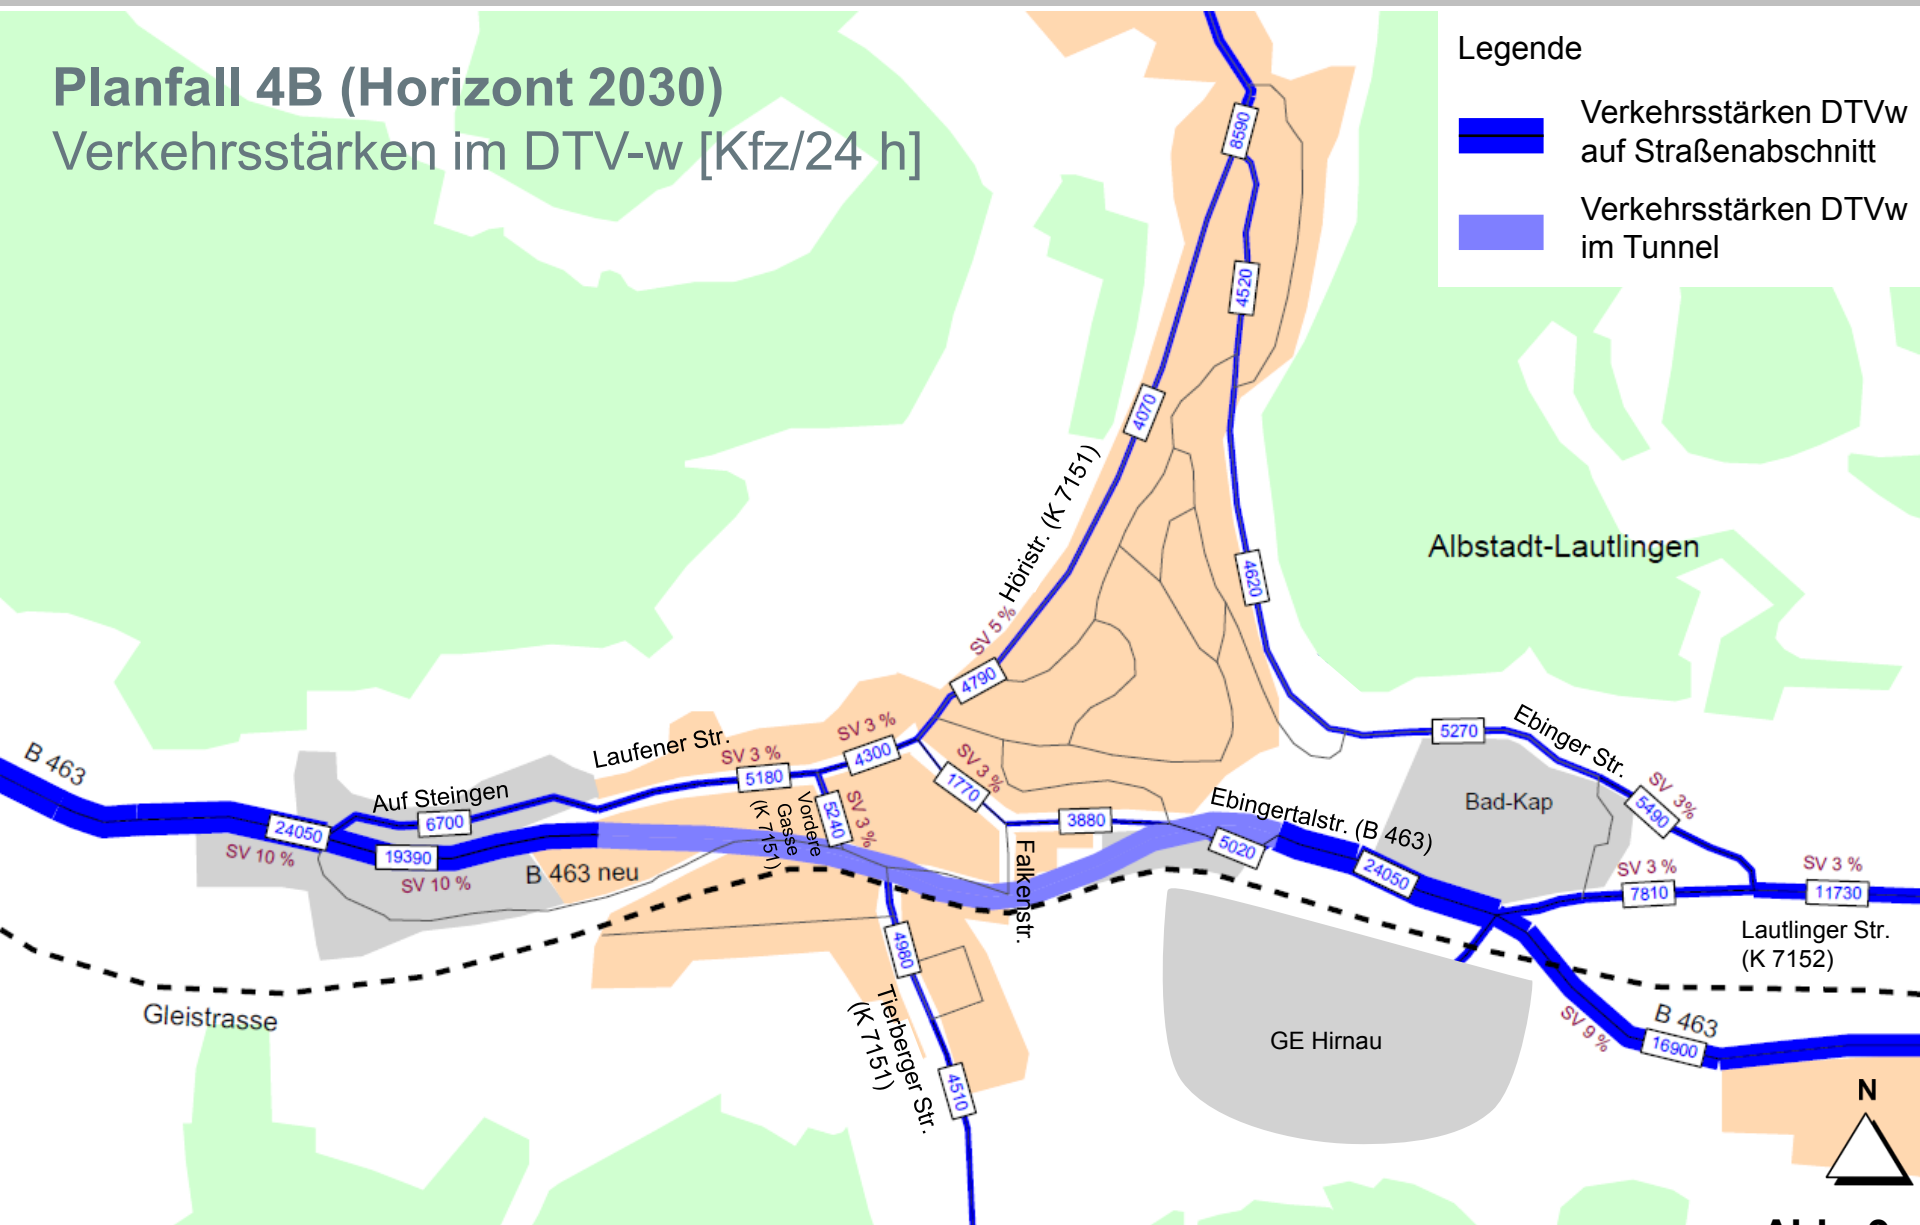 Planfall 4B (Horizont 2030)
Verkehrsstärken im DTV-w [Kfz/24 h]
Legende
Verkehrsstärken DTVw
auf Straßenabschnitt
Verkehrsstärken DTVw
im Tunnel
8590
4520
4070
Höristr. (K 7151)
SV 5 %
4620
4790
Albstadt-Lautlingen
B 463
Auf Steingen
6700
24050
SV 10 %
19390
SV 10 %
B 463 neu
Laufener Str.
SV 3 %
5180
SV 3 %
4300
Vordere
Gasse
(K 7151)
5240
SV 3 %
SV 3 %
1770
3880
Falkenstr.
Ebingertalstr. (B 463)
5020
24050
5270
Ebinger Str.
Bad-Kap
SV 3%
5490
SV 3 %
7810
SV 3 %
11730
Lautlinger Str.
(K 7152)
4980
Tierberger Str.
(K 7151)
4510
Gleistrasse
GE Hirnau
SV 9 %
B 463
16900
N